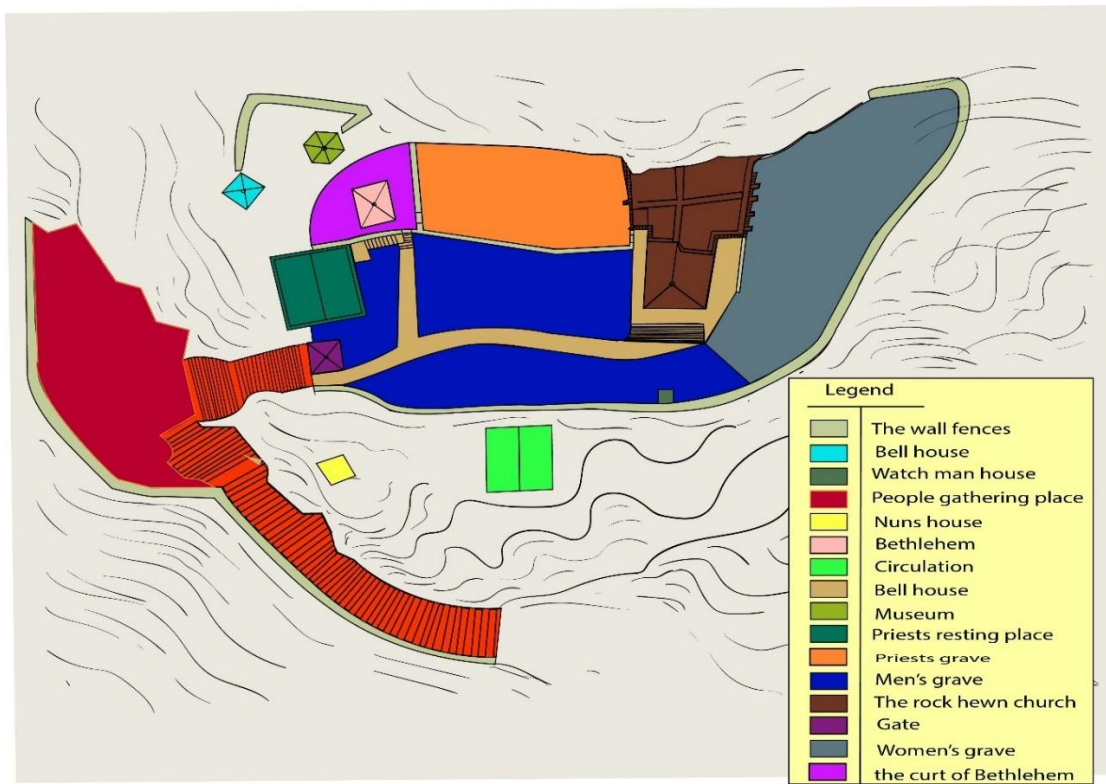 Legend
The wall fences
Bell house
Watch man house
People gathering place
Nuns house
Bethlehem
Circulation
Bell house
Museum
Priests resting place
Priests grave
Men's grave
The rock hewn church
Gate
Women's grave
the curt of Bethlehem